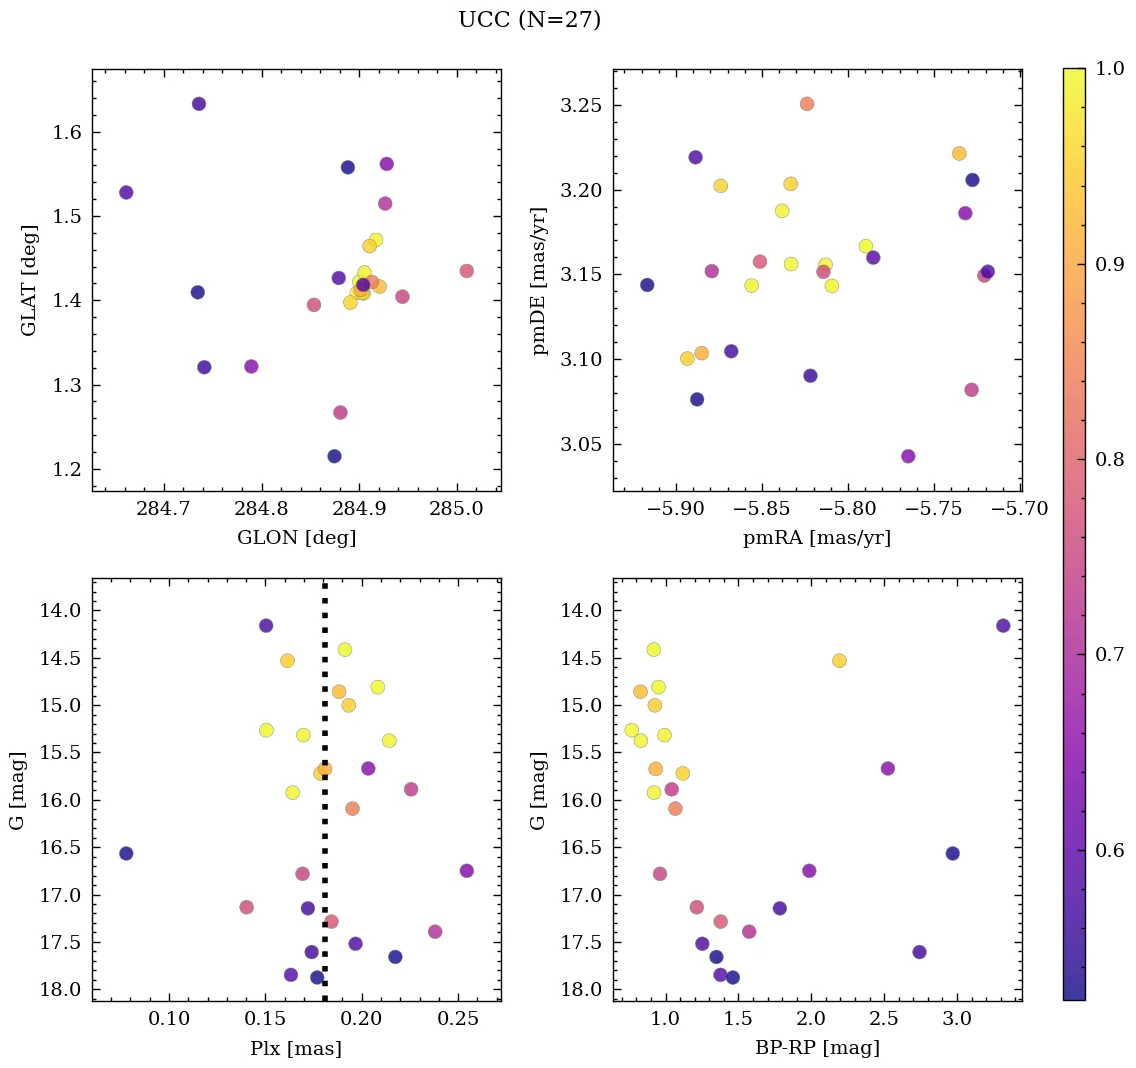 UCC (N=27)
1.6
1.5
1.4
1.3
1.2
GLAT [deg]
284.7 284.8 284.9 285.0
GLON [deg]
3.25
3.20
3.15
3.10
3.05
pmDE [mas/yr]
−5.90 −5.85 −5.80 −5.75 −5.70
pmRA [mas/yr]
14.0
14.5
15.0
15.5
16.0
16.5
17.0
17.5
18.0
G [mag]
0.10 0.15 0.20 0.25
Plx [mas]
14.0
14.5
15.0
15.5
16.0
16.5
17.0
17.5
18.0
G [mag]
1.0 1.5 2.0 2.5 3.0
BP-RP [mag]
1.0
0.9
0.8
0.7
0.6